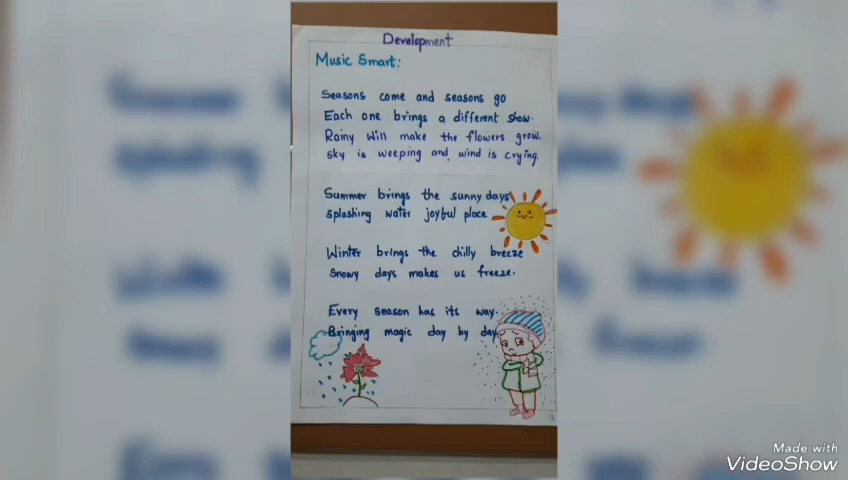 Development
Music Smart:
Seasons come and seasons go
Each one brings a different show.
Rainy will make the flowers grow.
sky is weeping and wind is crying.
Summer brings the sunny days
splashing water joyful place
Winter brings the chilly breeze
Snowy days makes us freeze.
Every season has its way.
Bringing magic day by day
Made with
VideoShow